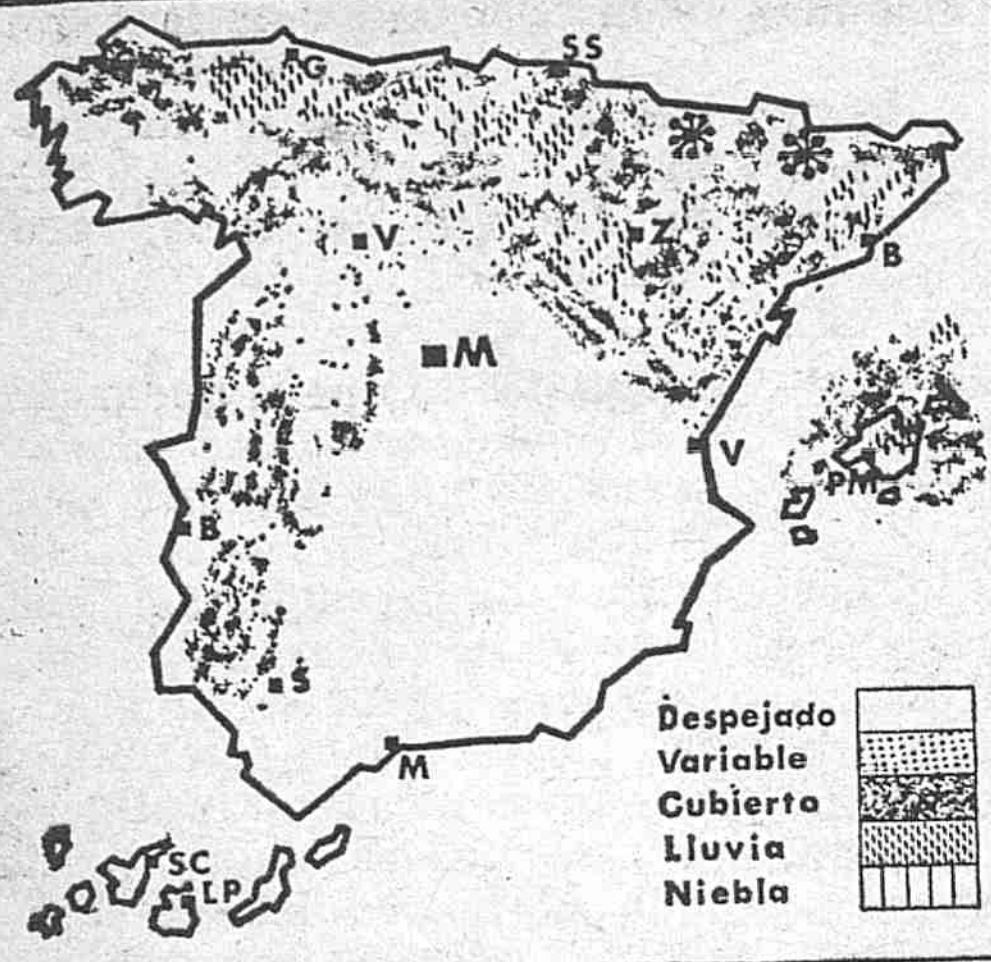 SS
G
V
Z
B
M
V
PM
B
S
M
SC
LP
Despejado
Variable
Cubierto
Lluvia
Niebla